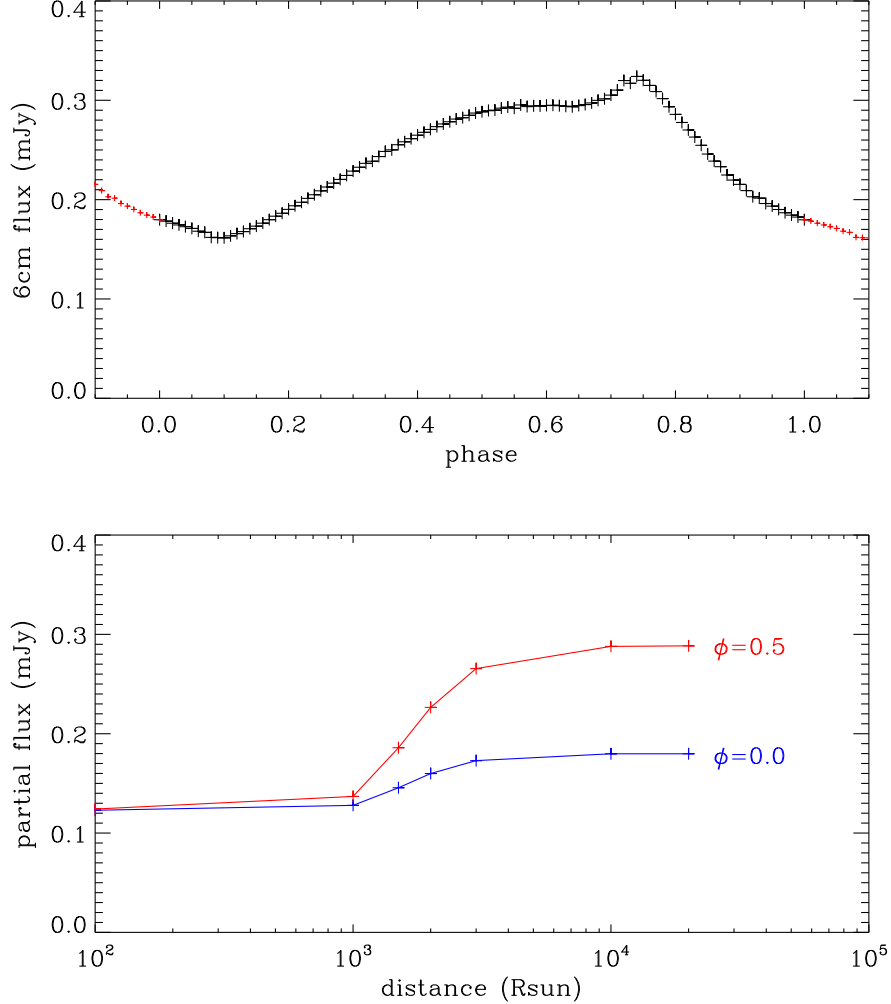 0.4
0.3
0.2
0.1
0.0
6cm flux (mJy)
0.0 0.2 0.4 0.6 0.8 1.0
phase
0.4
0.3
0.2
0.1
0.0
partial flux (mJy)
ϕ=0.5
ϕ=0.0
10² 10³ 10⁴ 10⁵
distance (Rsun)